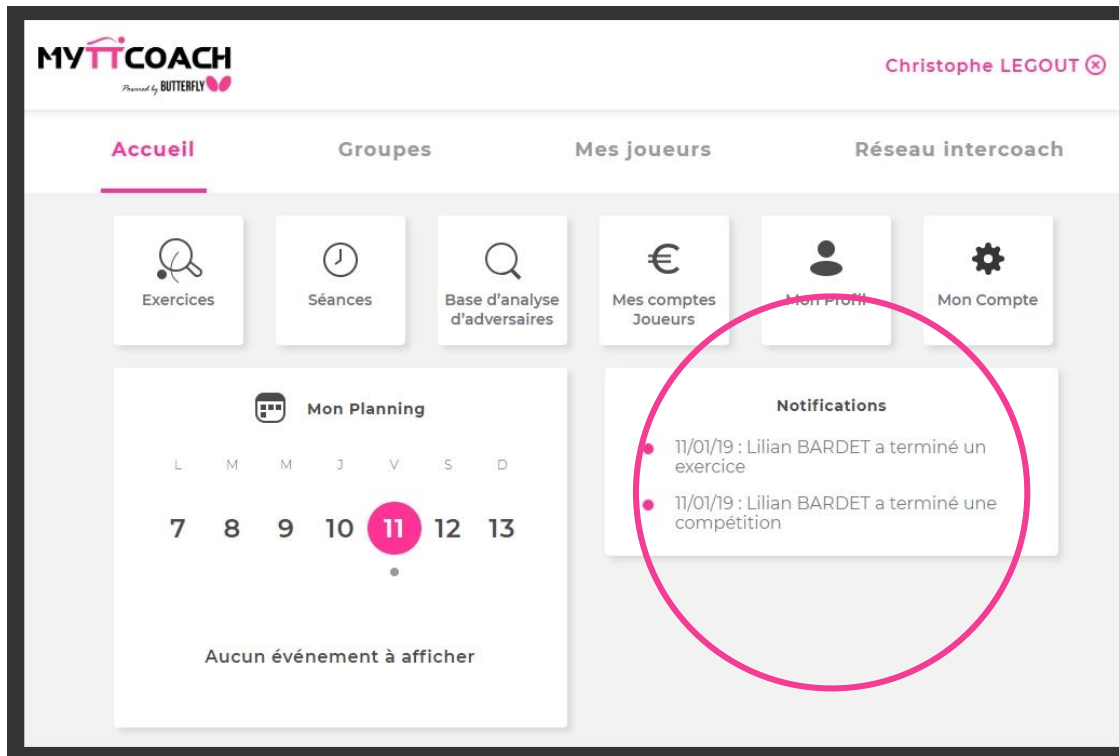 MYTTCOACH
Powered by BUTTERFLY
Christophe LEGOUT
Accueil
Groupes
Mes joueurs
Réseau intercoach
Exercices
Séances
Base d'analyse
d'adversaires
Mes comptes
Joueurs
Mon Profil
Mon Compte
Mon Planning
L M M J V S D
7 8 9 10 11 12 13
Aucun événement à afficher
Notifications
11/01/19 : Lilian BARDET a terminé un
exercice
11/01/19 : Lilian BARDET a terminé une
compétition